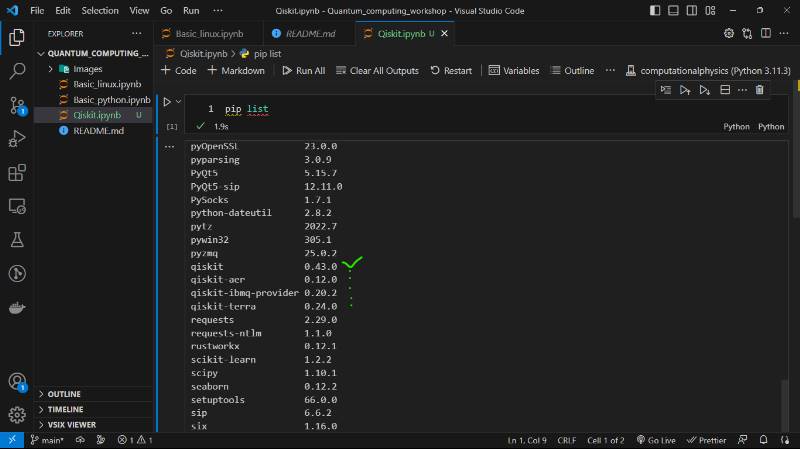 File Edit Selection View Go Run ... Qiskit.ipynb - Quantum_computing_workshop - Visual Studio Code
EXPLORER ...
Basic_linux.ipynb README.md Qiskit.ipynb U
QUANTUM_COMPUTING_...
Images
Basic_linux.ipynb
Basic_python.ipynb
Qiskit.ipynb U
README.md
Qiskit.ipynb > pip list
+ Code + Markdown Run All Clear All Outputs Restart Variables Outline ... computationalphysics (Python 3.11.3)
1 pip list
[1] 1.9s Python Python
pyOpenSSL 23.0.0
pyparsing 3.0.9
PyQt5 5.15.7
PyQt5-sip 12.11.0
PySocks 1.7.1
python-dateutil 2.8.2
pytz 2022.7
pywin32 305.1
pyzmq 25.0.2
qiskit 0.43.0
qiskit-aer 0.12.0
qiskit-ibmq-provider 0.20.2
qiskit-terra 0.24.0
requests 2.29.0
requests-ntlm 1.1.0
rustworkx 0.12.1
scikit-learn 1.2.2
scipy 1.10.1
seaborn 0.12.2
setuptools 66.0.0
sip 6.6.2
six 1.16.0
1
1
OUTLINE
TIMELINE
VSIX VIEWER
main* 1 1 Ln 1, Col 9 CRLF Cell 1 of 2 Go Live Prettier